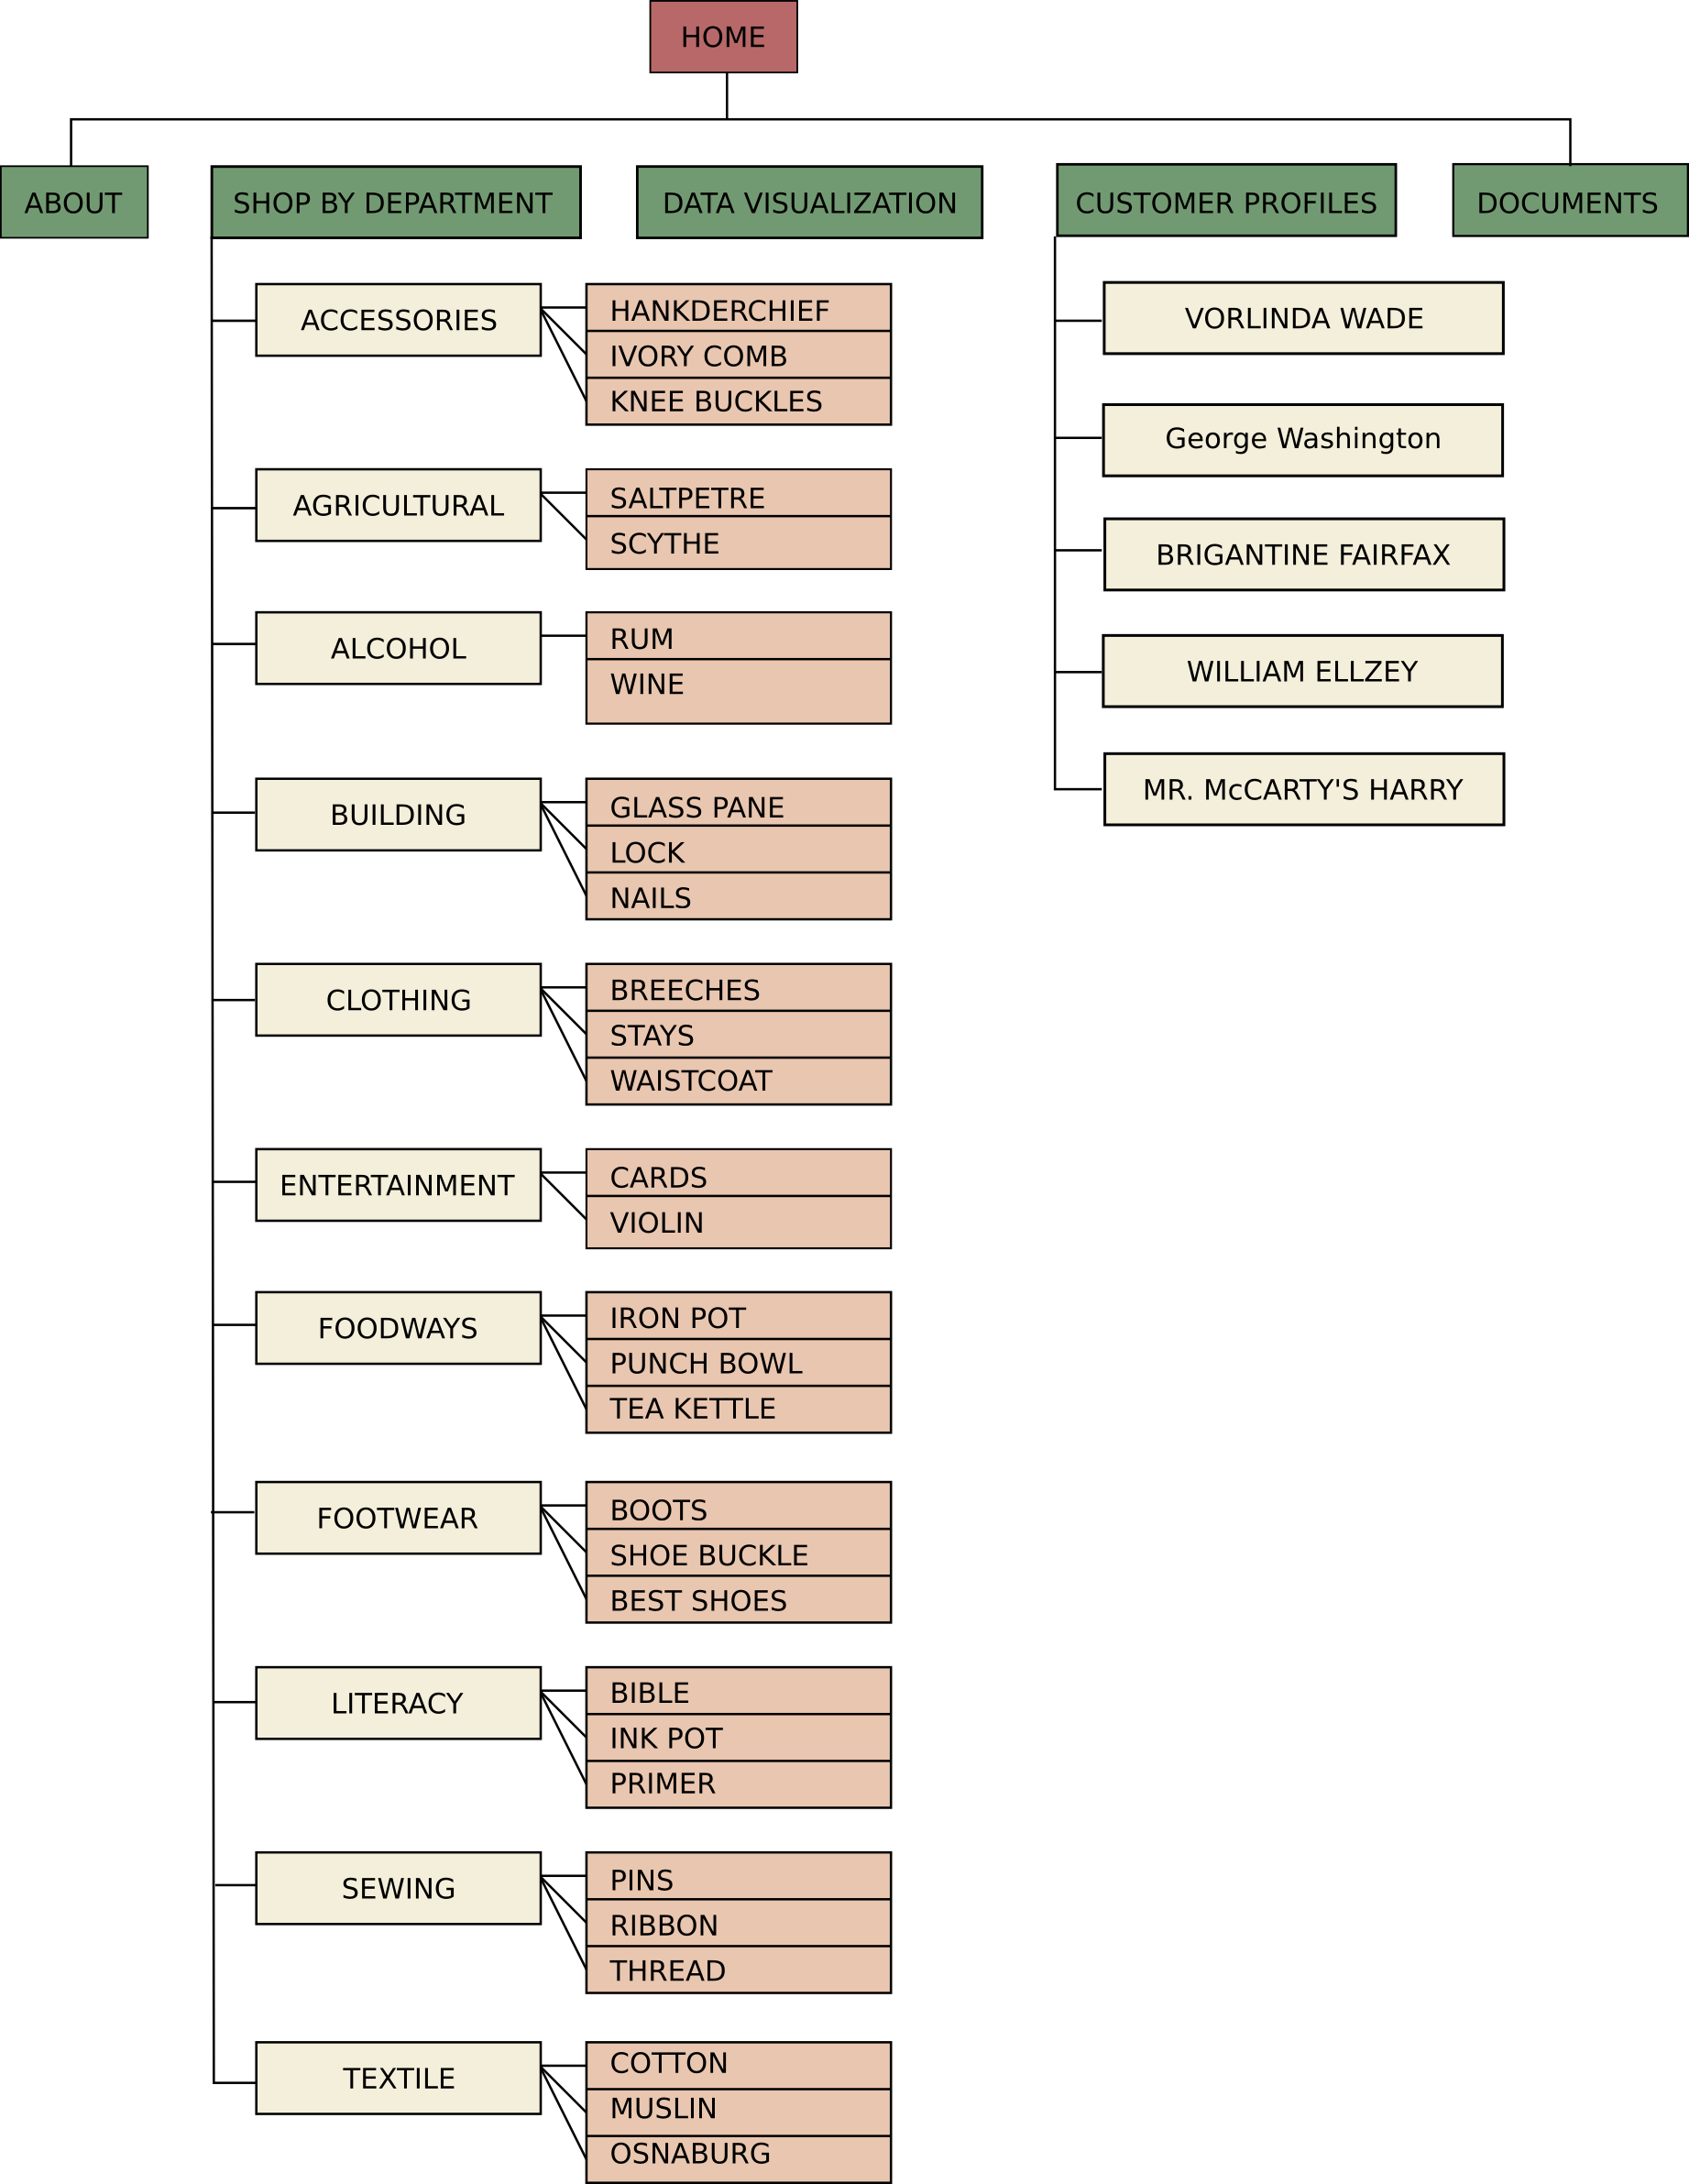 HOME
ABOUT
SHOP BY DEPARTMENT
DATA VISUALIZATION
CUSTOMER PROFILES
DOCUMENTS
ACCESSORIES
HANKDERCHIEF
IVORY COMB
KNEE BUCKLES
AGRICULTURAL
SALTPETRE
SCYTHE
ALCOHOL
RUM
WINE
BUILDING
GLASS PANE
LOCK
NAILS
CLOTHING
BREECHES
STAYS
WAISTCOAT
ENTERTAINMENT
CARDS
VIOLIN
FOODWAYS
IRON POT
PUNCH BOWL
TEA KETTLE
FOOTWEAR
BOOTS
SHOE BUCKLE
BEST SHOES
LITERACY
BIBLE
INK POT
PRIMER
SEWING
PINS
RIBBON
THREAD
TEXTILE
COTTON
MUSLIN
OSNABURG
VORLINDA WADE
George Washington
BRIGANTINE FAIRFAX
WILLIAM ELLZEY
MR. McCARTY'S HARRY